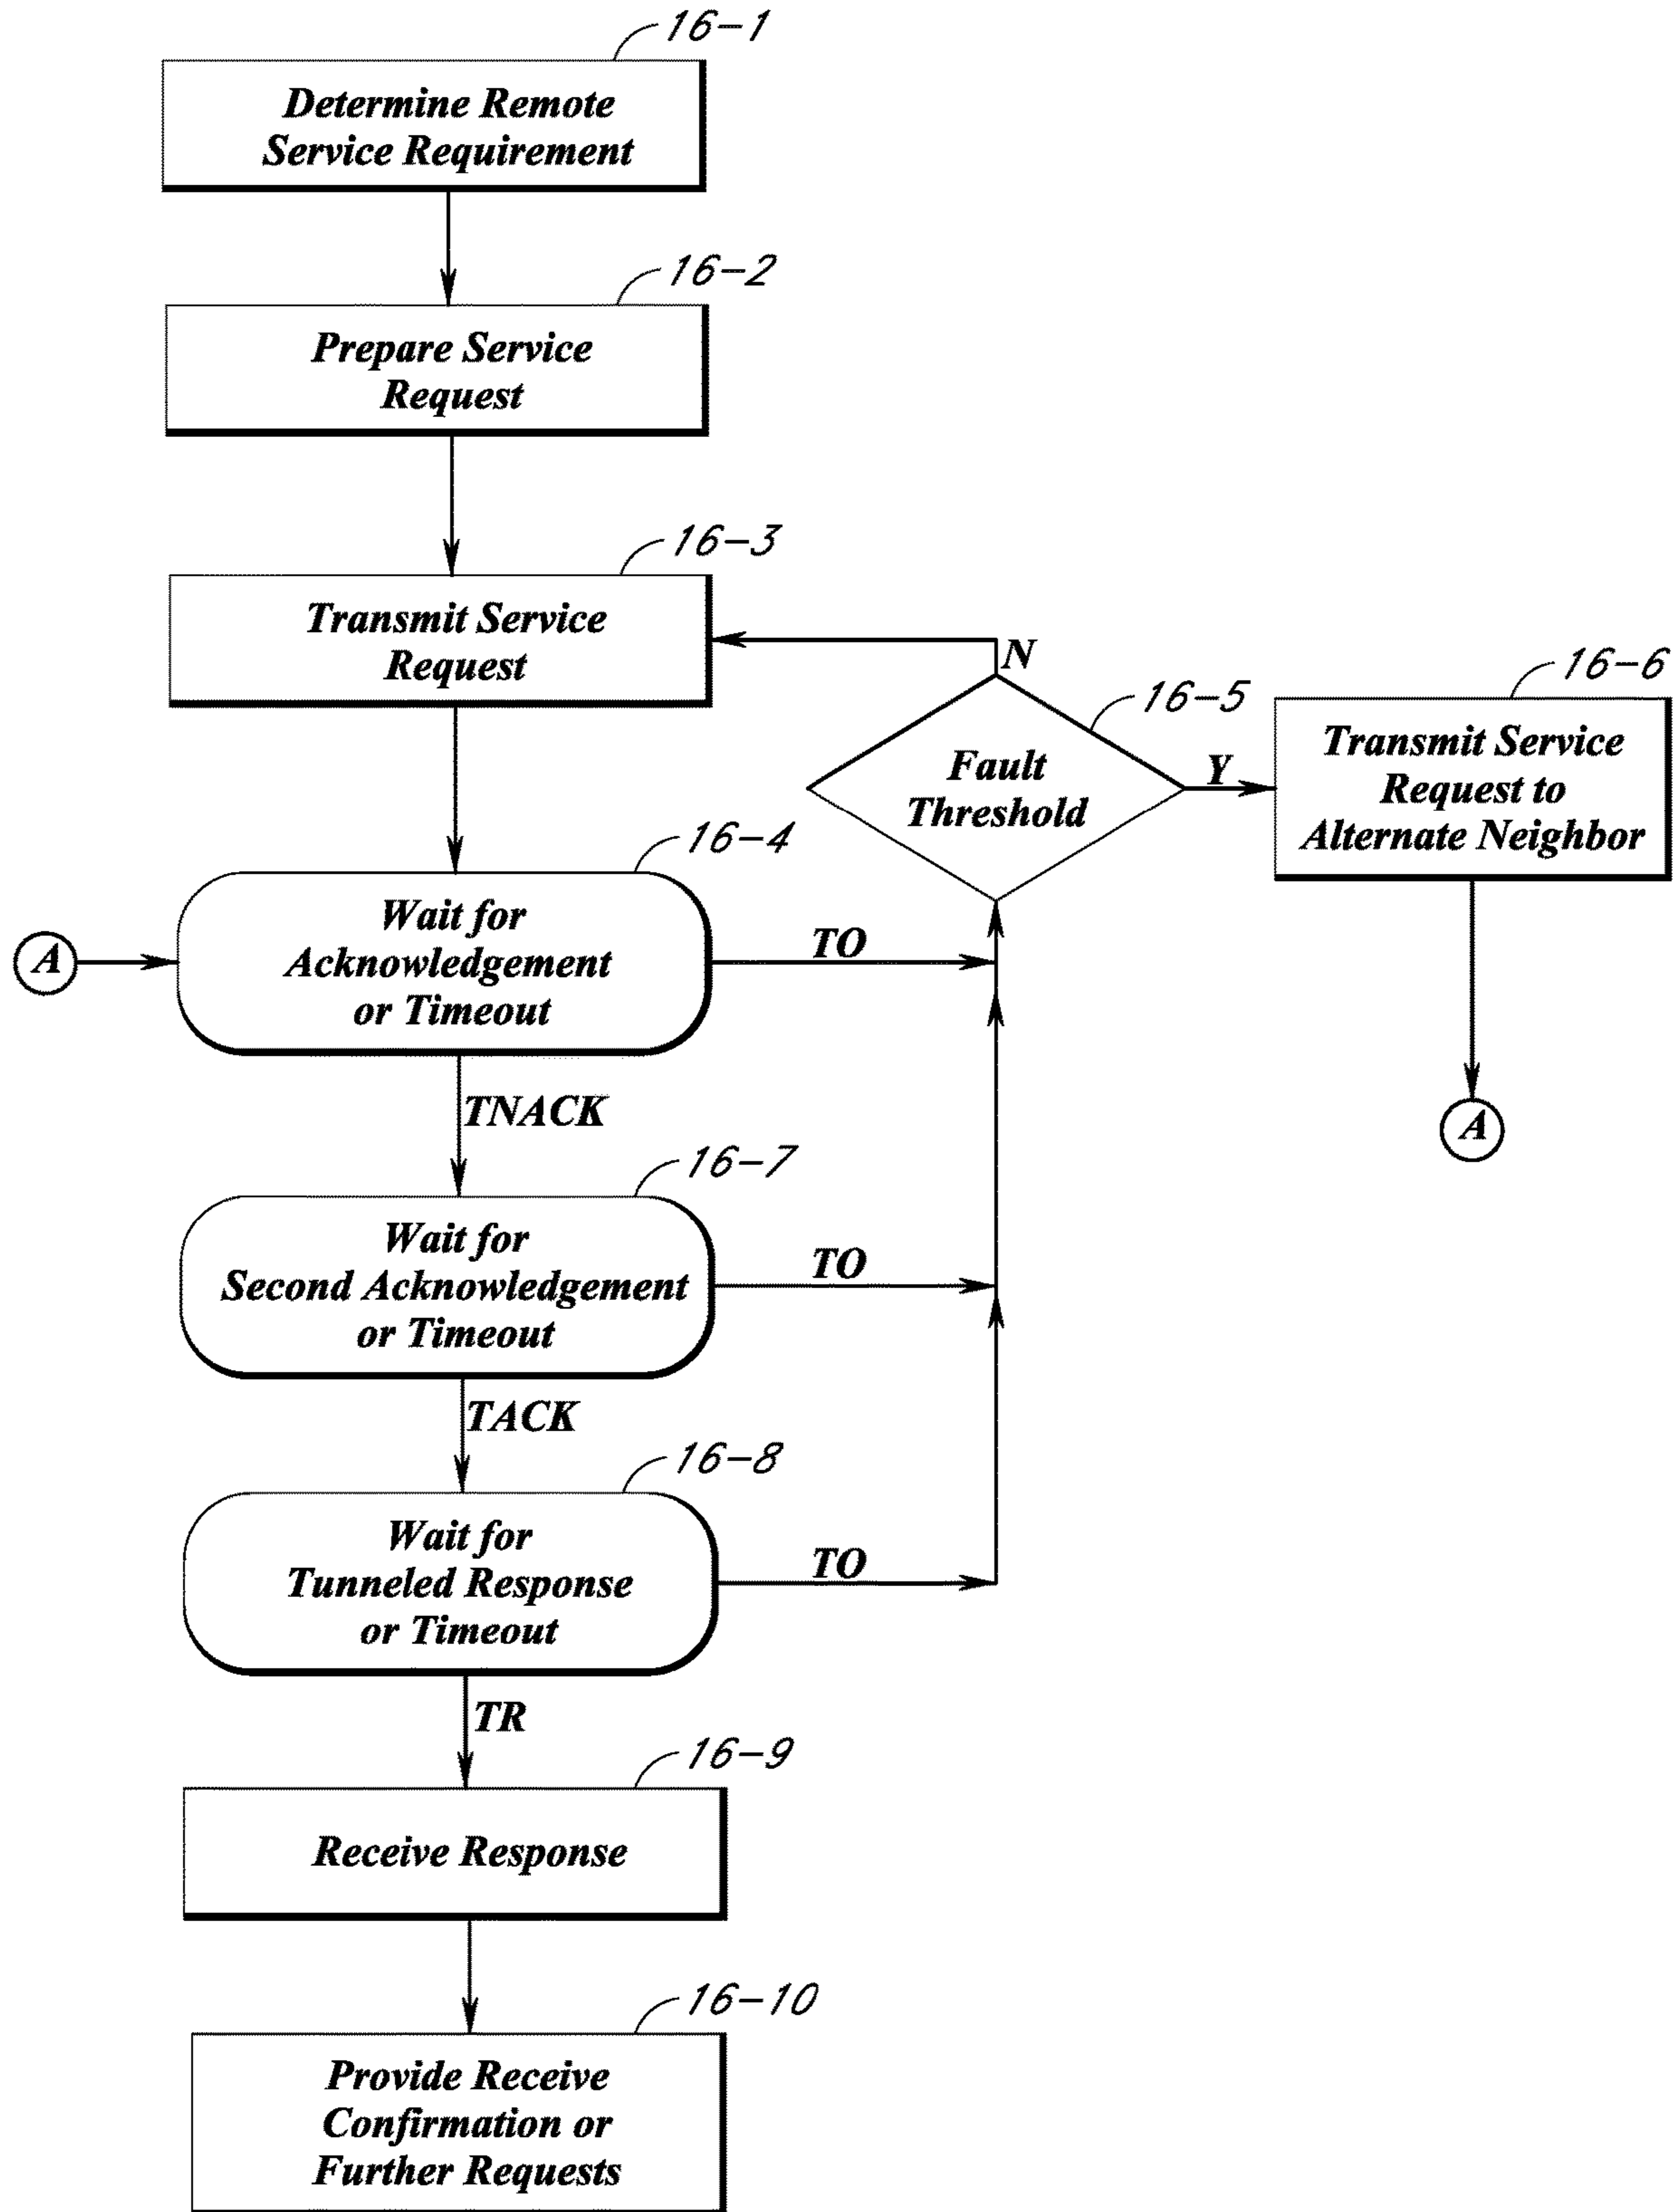 16-1
Determine Remote
Service Requirement
16-2
Prepare Service
Request
16-3
Transmit Service
Request
N
16-5
Fault
Threshold
Y
16-6
Transmit Service
Request to
Alternate Neighbor
A
16-4
A
Wait for
Acknowledgement
or Timeout
TO
TNACK
16-7
Wait for
Second Acknowledgement
or Timeout
TO
TACK
16-8
Wait for
Tunneled Response
or Timeout
TO
TR
16-9
Receive Response
16-10
Provide Receive
Confirmation or
Further Requests